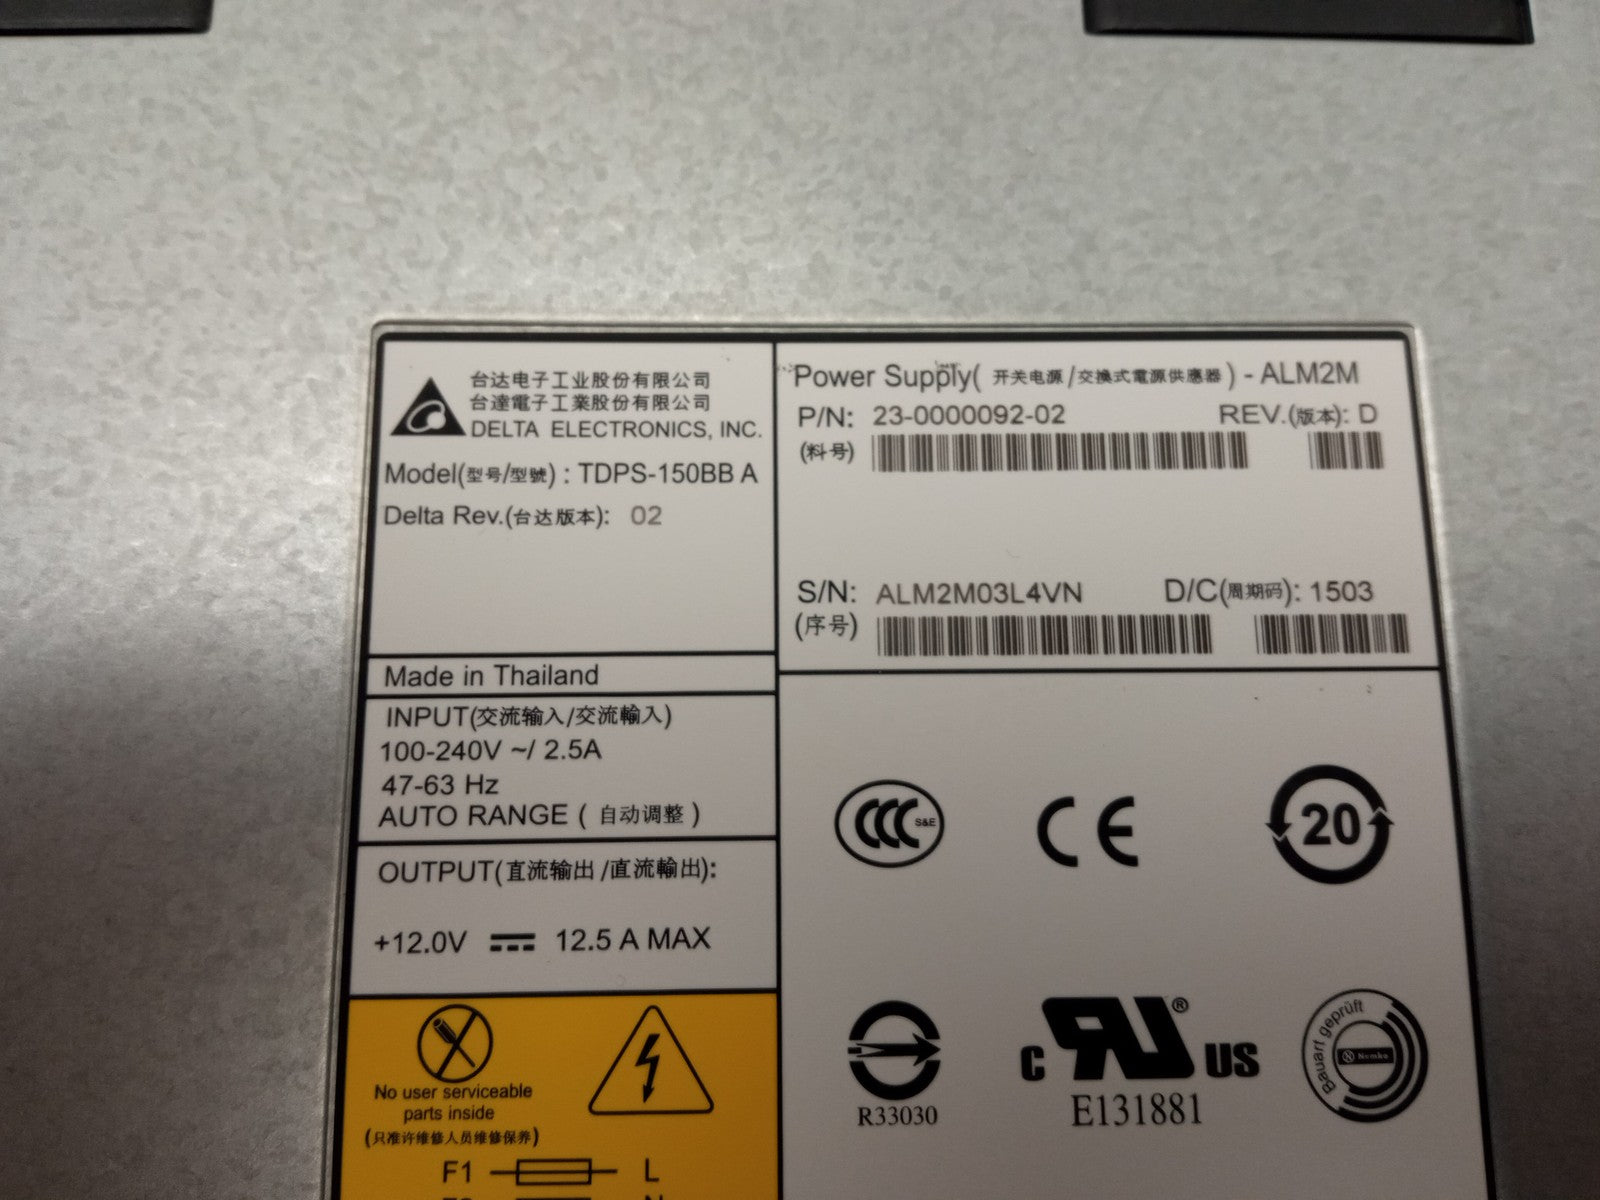 台达电子工业股份有限公司
台達電子工業股份有限公司
DELTA ELECTRONICS, INC.
Model(型号/型號) : TDPS-150BB A
Delta Rev.(台达版本): 02
Made in Thailand
INPUT(交流输入/交流輸入)
100-240V ~/ 2.5A
47-63 Hz
AUTO RANGE ( 自动调整 )
OUTPUT(直流输出 /直流輸出):
+12.0V ⎓ 12.5 A MAX
No user serviceable
parts inside
(只准许维修人员维修保养)
F1 L
Power Supply( 开关电源 /交換式電源供應器 ) - ALM2M
P/N: 23-0000092-02 REV.(版本): D
(料号)
S/N: ALM2M03L4VN D/C(周期码): 1503
(序号)
CCC S&E
CE
20
R33030
c RU ® US
E131881
Bauart geprüft
Nemko